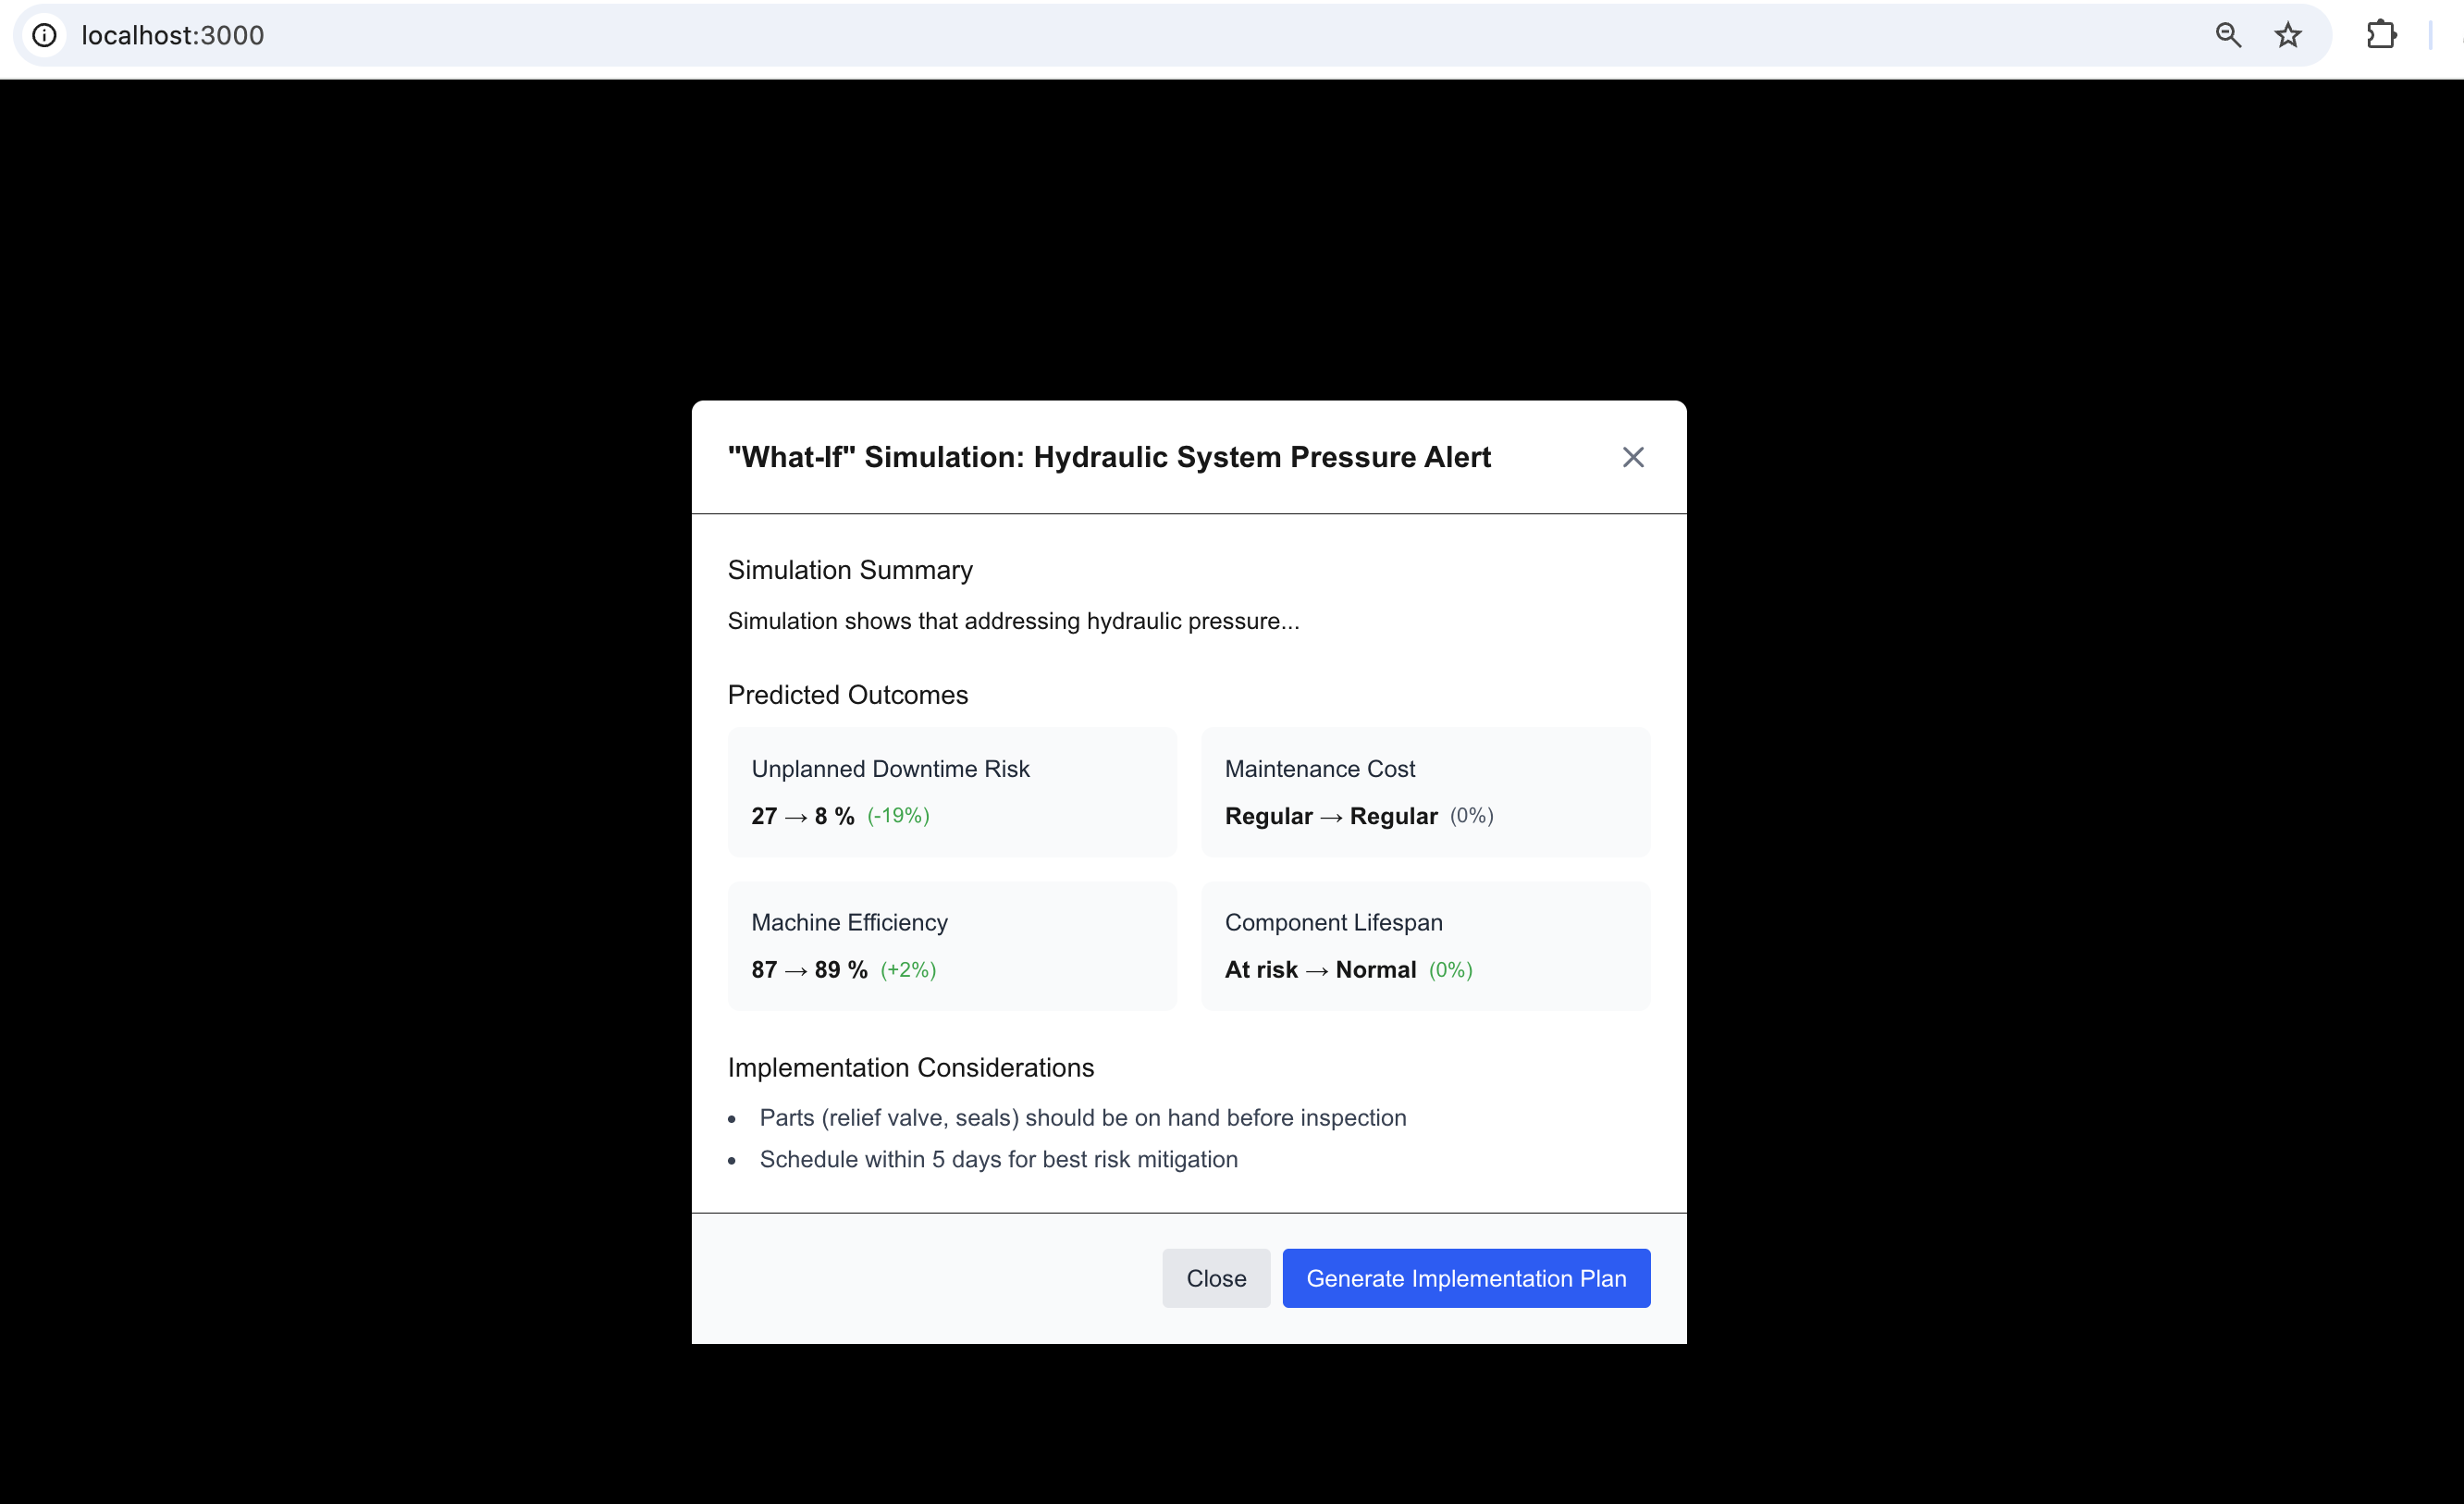 localhost:3000
"What-If" Simulation: Hydraulic System Pressure Alert
Simulation Summary
Simulation shows that addressing hydraulic pressure...
Predicted Outcomes
Unplanned Downtime Risk
27 → 8 % (-19%)
Maintenance Cost
Regular → Regular (0%)
Machine Efficiency
87 → 89 % (+2%)
Component Lifespan
At risk → Normal (0%)
Implementation Considerations
• Parts (relief valve, seals) should be on hand before inspection
• Schedule within 5 days for best risk mitigation
Close
Generate Implementation Plan